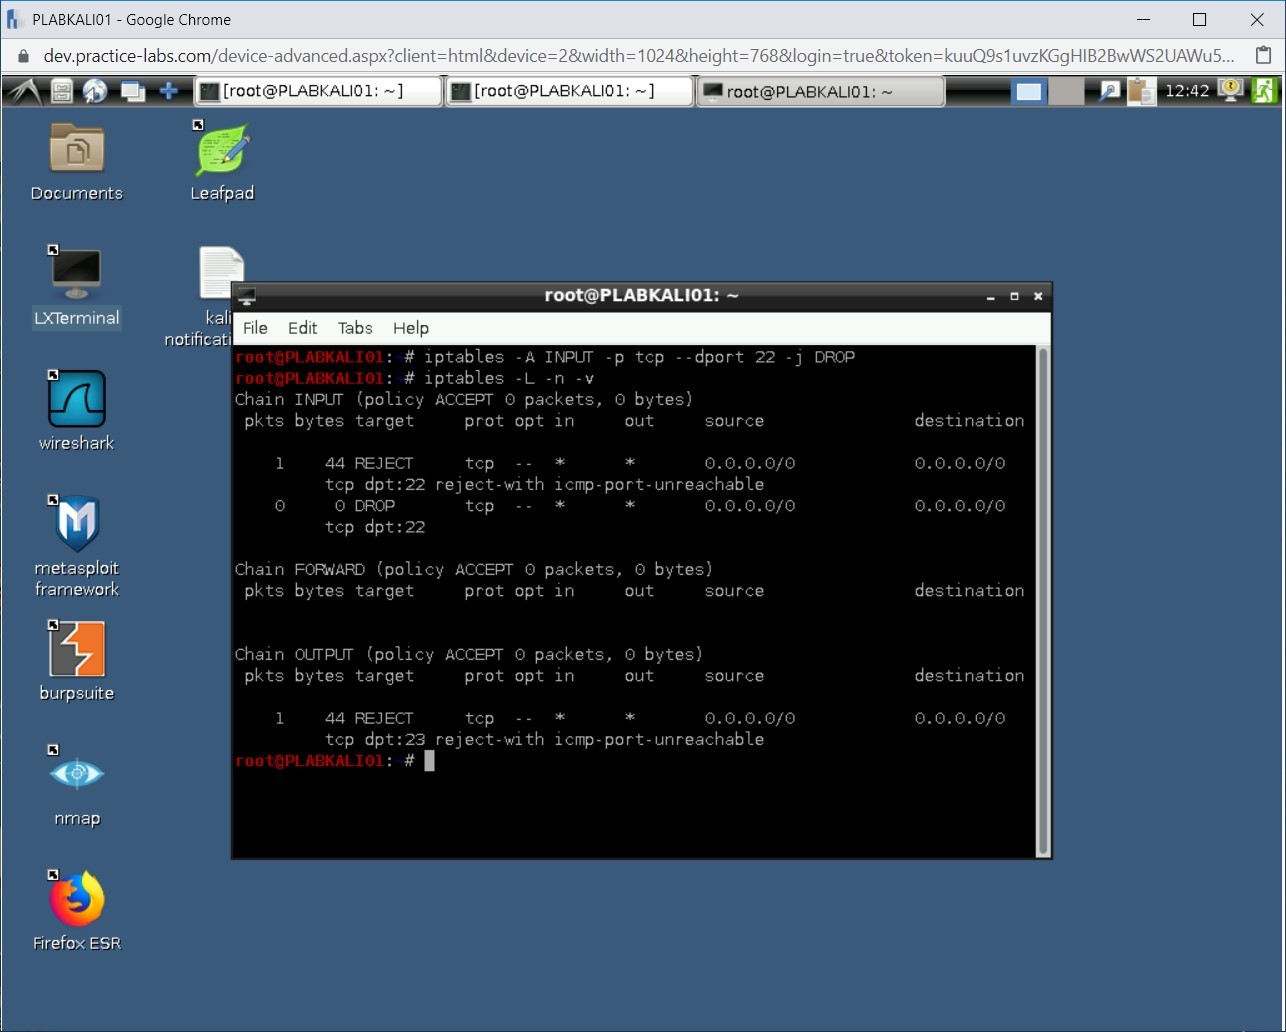 PLABKALI01 - Google Chrome
dev.practice-labs.com/device-advanced.aspx?client=html&device=2&width=1024&height=768&login=true&token=kuuQ9s1uvzKGgHIB2BwWS2UAWu5...
[root@PLABKALI01: ~]
[root@PLABKALI01: ~]
root@PLABKALI01: ~
12:42
Documents
Leafpad
LXTerminal
kali
notificati
wireshark
metasploit
framework
burpsuite
nmap
Firefox ESR
root@PLABKALI01: ~
File Edit Tabs Help
root@PLABKALI01:~# iptables -A INPUT -p tcp --dport 22 -j DROP
root@PLABKALI01:~# iptables -L -n -v
Chain INPUT (policy ACCEPT 0 packets, 0 bytes)
pkts bytes target prot opt in out source destination
1 44 REJECT tcp -- * * 0.0.0.0/0 0.0.0.0/0
tcp dpt:22 reject-with icmp-port-unreachable
0 0 DROP tcp -- * * 0.0.0.0/0 0.0.0.0/0
tcp dpt:22
Chain FORWARD (policy ACCEPT 0 packets, 0 bytes)
pkts bytes target prot opt in out source destination
Chain OUTPUT (policy ACCEPT 0 packets, 0 bytes)
pkts bytes target prot opt in out source destination
1 44 REJECT tcp -- * * 0.0.0.0/0 0.0.0.0/0
tcp dpt:23 reject-with icmp-port-unreachable
root@PLABKALI01:~#